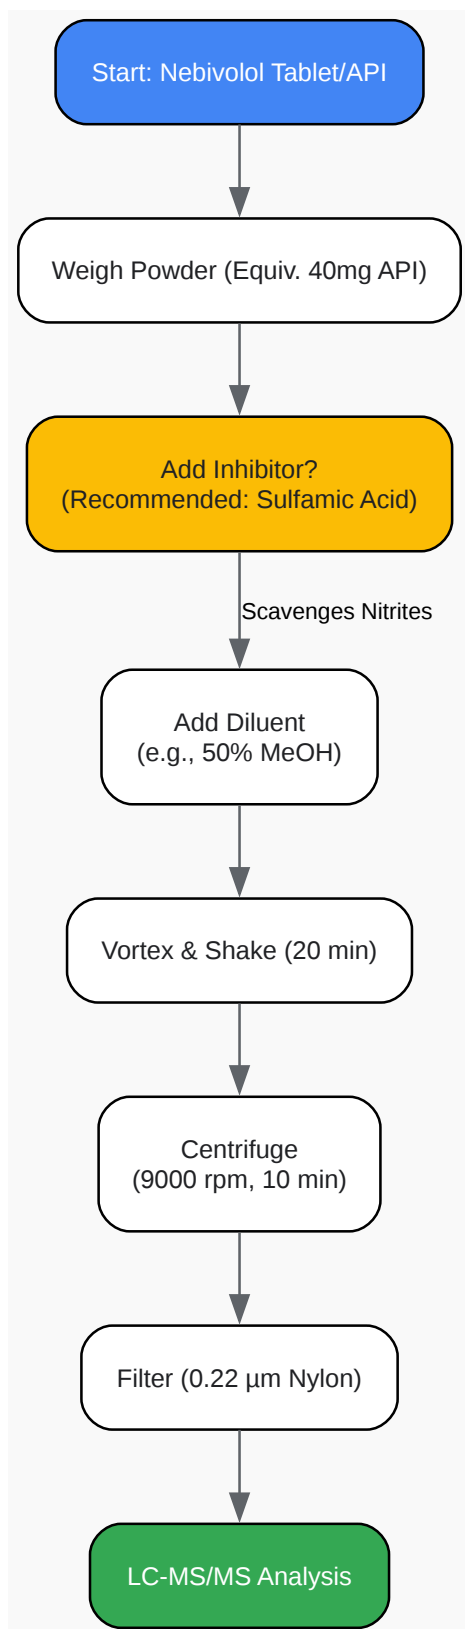 Start: Nebivolol Tablet/API
Weigh Powder (Equiv. 40mg API)
Add Inhibitor?
(Recommended: Sulfamic Acid)
Scavenges Nitrites
Add Diluent
(e.g., 50% MeOH)
Vortex & Shake (20 min)
Centrifuge
(9000 rpm, 10 min)
Filter (0.22 µm Nylon)
LC-MS/MS Analysis